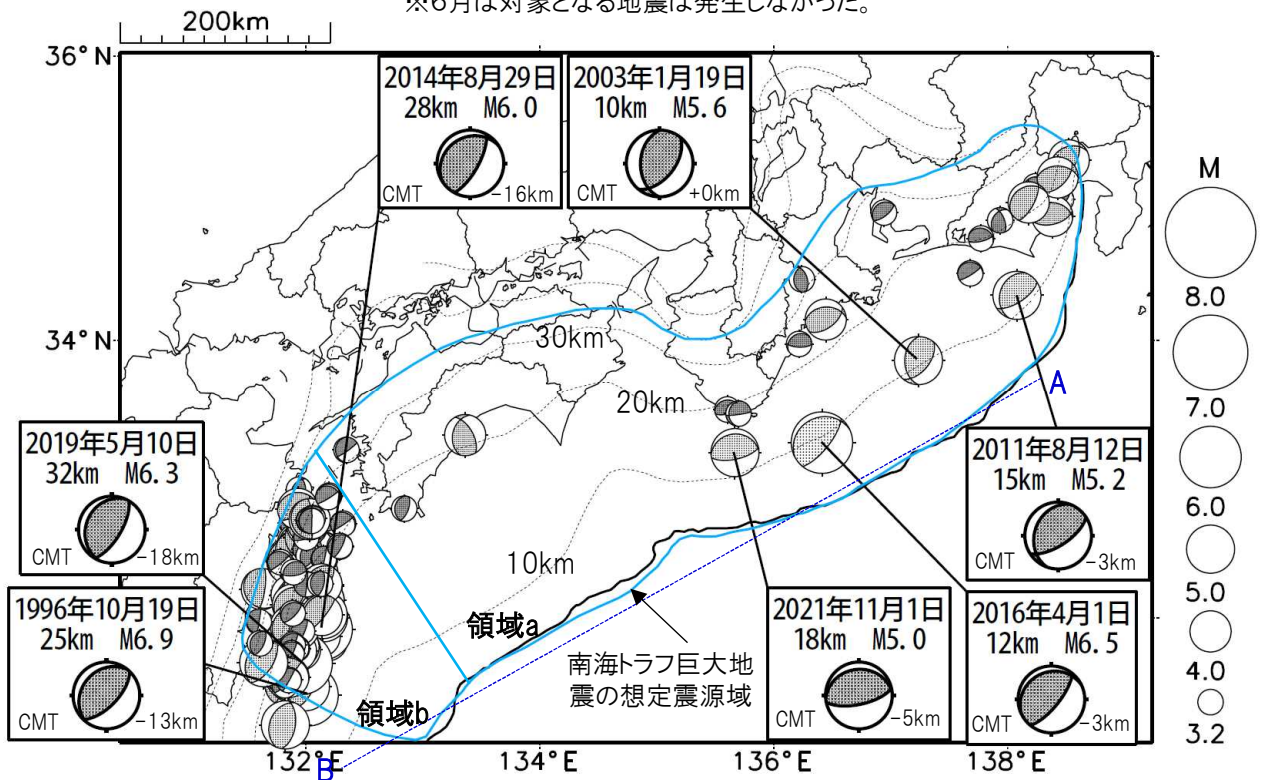 ※6月は対象となる地震は発生しなかった。
200km
36°N
34°N
2014年8月29日
28km M6.0
CMT
-16km
2003年1月19日
10km M5.6
CMT
+0km
M
8.0
7.0
6.0
5.0
4.0
3.2
30km
20km
10km
A
2019年5月10日
32km M6.3
CMT
-18km
2011年8月12日
15km M5.2
CMT
-3km
1996年10月19日
25km M6.9
CMT
-13km
領域a
領域b
南海トラフ巨大地
震の想定震源域
2021年11月1日
18km M5.0
CMT
-5km
2016年4月1日
12km M6.5
CMT
-3km
132°E
B
134°E
136°E
138°E